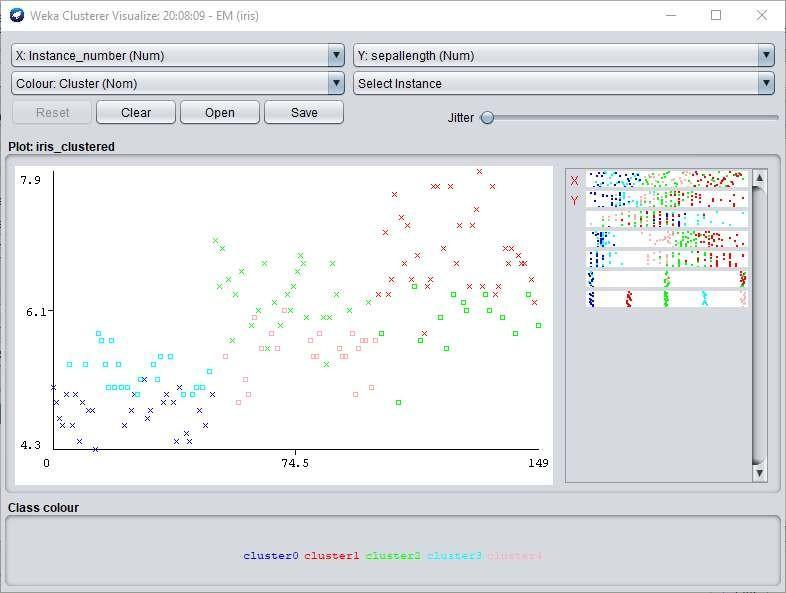 Weka Clusterer Visualize: 20:08:09 - EM (iris)
X: Instance_number (Num) Y: sepallength (Num)
Colour: Cluster (Nom) Select Instance
Reset Clear Open Save Jitter
Plot: iris_clustered
7.9
6.1
4.3
0 74.5 149
X
Y
Class colour
cluster0 cluster1 cluster2 cluster3 cluster4